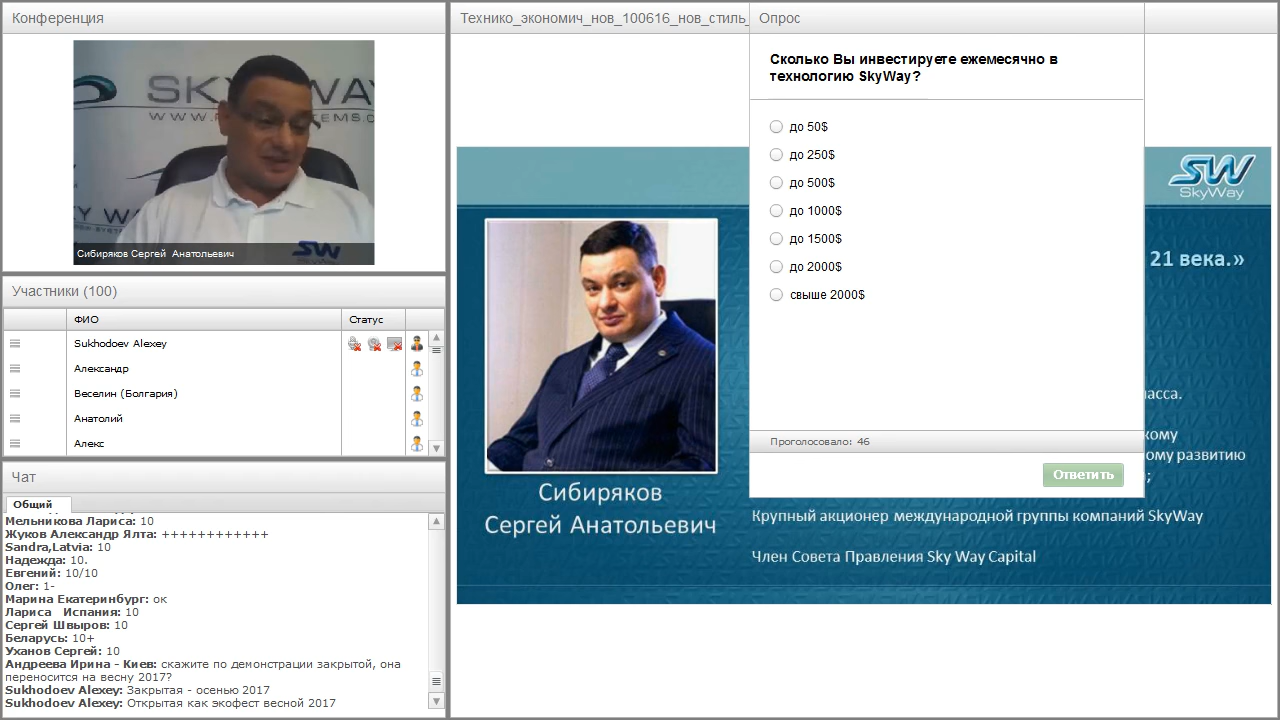 Конференция
SKYWAY
Сибиряков Сергей Анатольевич
Участники (100)
ФИО
Статус
Sukhodoev Alexey
Александр
Веселин (Болгария)
Анатолий
Алекс
Чат
Общий
Мельникова Лариса: 10
Жуков Александр Ялта: ++++++++++++
Sandra,Latvia: 10
Надежда: 10.
Евгений: 10/10
Олег: 1-
Марина Екатеринбург: ок
Лариса Испания: 10
Сергей Швыров: 10
Беларусь: 10+
Уханов Сергей: 10
Андреева Ирина - Киев: скажите по демонстрации закрытой, она
переносится на весну 2017?
Sukhodoev Alexey: Закрытая - осенью 2017
Sukhodoev Alexey: Открытая как экофест весной 2017
Технико_экономич_нов_100616_нов_стиль_
Опрос
Сколько Вы инвестируете ежемесячно в
технологию SkyWay?
до 50$
до 250$
до 500$
до 1000$
до 1500$
до 2000$
свыше 2000$
Проголосовало: 46
Ответить
SW
SkyWay
21 века.»
ому развитию
Сибиряков
Сергей Анатольевич
Крупный акционер международной группы компаний SkyWay
Член Совета Правления Sky Way Capital